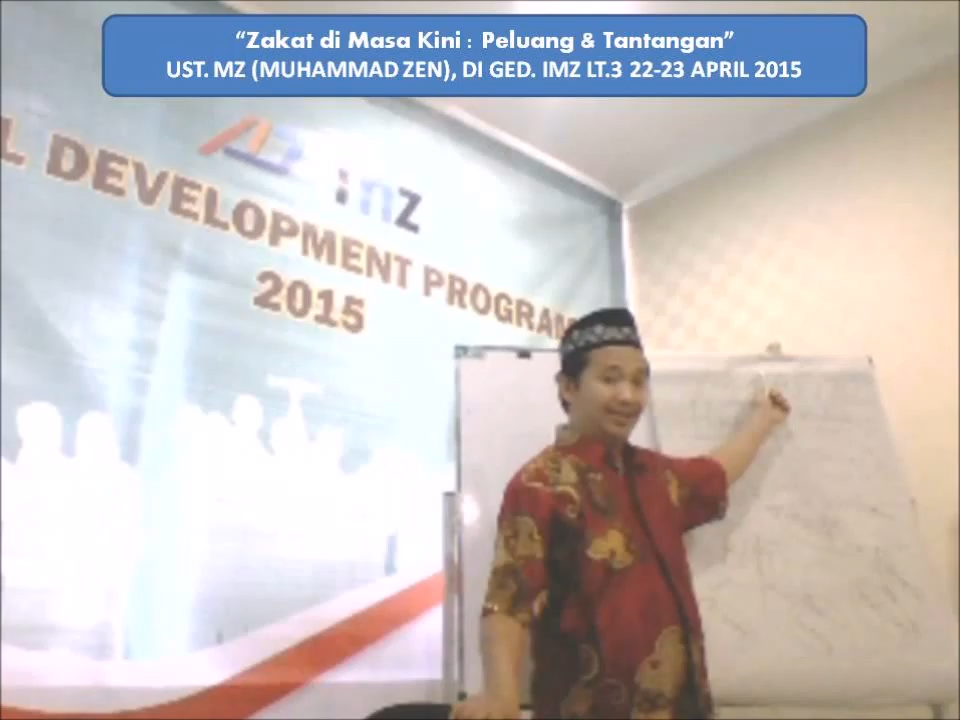 “Zakat di Masa Kini : Peluang & Tantangan”
UST. MZ (MUHAMMAD ZEN), DI GED. IMZ LT.3 22-23 APRIL 2015
imz
L DEVELOPMENT PROGRAM
2015